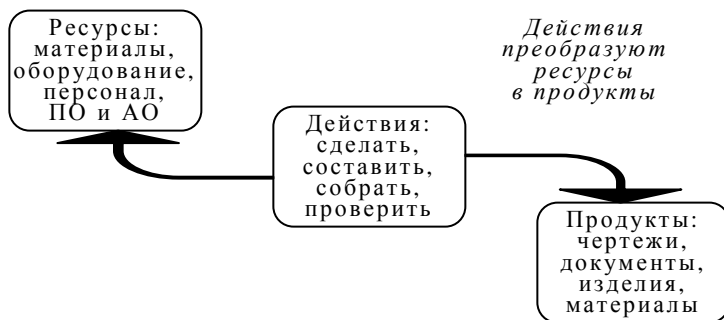 Ресурсы:
материалы,
оборудование,
персонал,
ПО и АО
Действия
преобразуют
ресурсы
в продукты
Действия:
сделать,
составить,
собрать,
проверить
Продукты:
чертежи,
документы,
изделия,
материалы